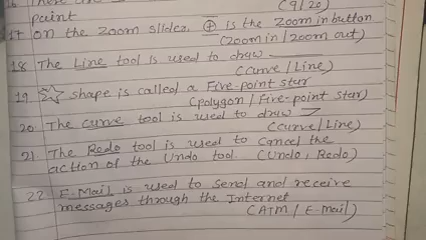 paint (9/20)
17 on the zoom slider, ⊕ is the zoom in button
(zoom in / zoom out)
18 The Line tool is used to draw
(curve / Line)
19. shape is called a Five-point star
(polygon / Five-point star)
20. The curve tool is used to draw
(curve / Line)
21. The Redo tool is used to cancel the
action of the Undo tool (Undo, Redo)
22 E-Mail is used to send and receive
messages through the Internet
(ATM / E-mail)